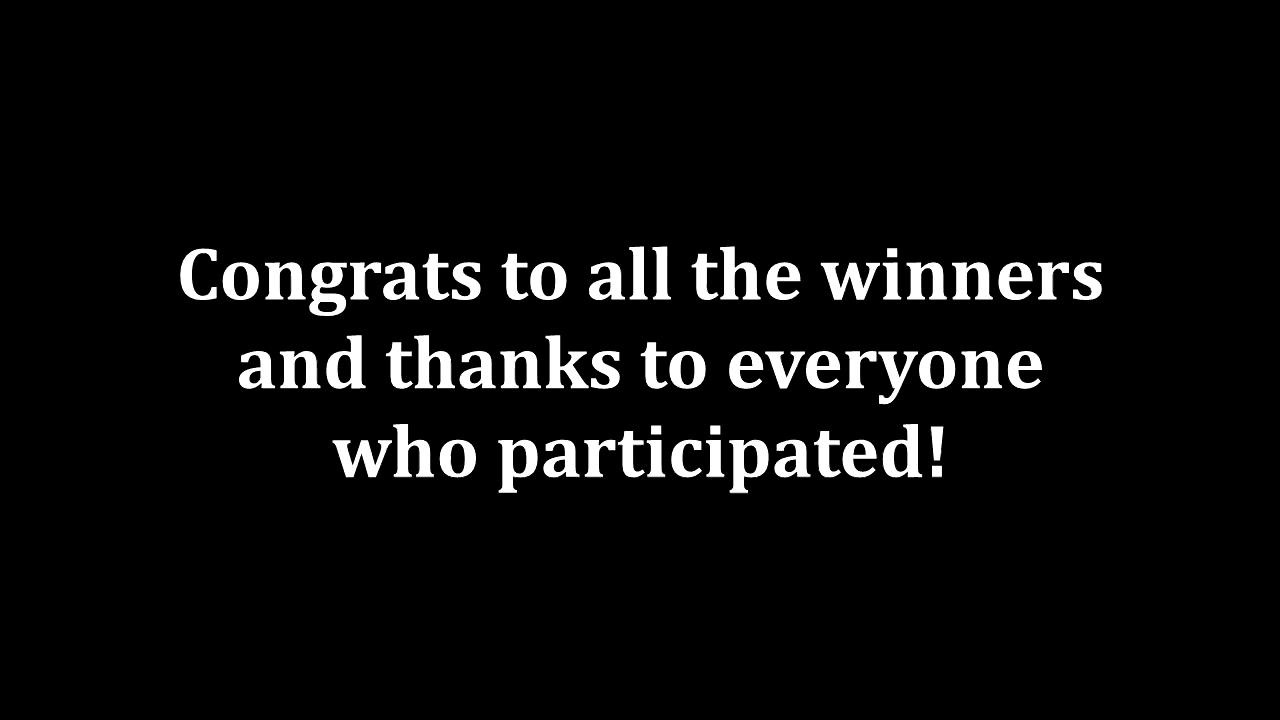 Congrats to all the winners
and thanks to everyone
who participated!